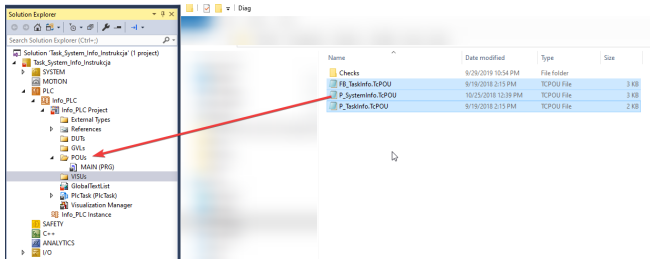 Solution Explorer
Search Solution Explorer (Ctrl+;)
Solution 'Task_System_Info_Instrukcja' (1 project)
Task_System_Info_Instrukcja
SYSTEM
MOTION
PLC
Info_PLC
Info_PLC Project
External Types
References
DUTs
GVLs
POUs
MAIN (PRG)
VISUs
GlobalTextList
PlcTask (PlcTask)
Visualization Manager
Info_PLC Instance
SAFETY
C++
ANALYTICS
I/O
Diag
Name Date modified Type Size
Checks 9/29/2019 10:54 PM File folder
FB_TaskInfo.TcPOU 9/19/2018 2:15 PM TCPOU File 3 KB
P_SystemInfo.TcPOU 10/25/2018 12:39 PM TCPOU File 3 KB
P_TaskInfo.TcPOU 9/19/2018 2:15 PM TCPOU File 2 KB